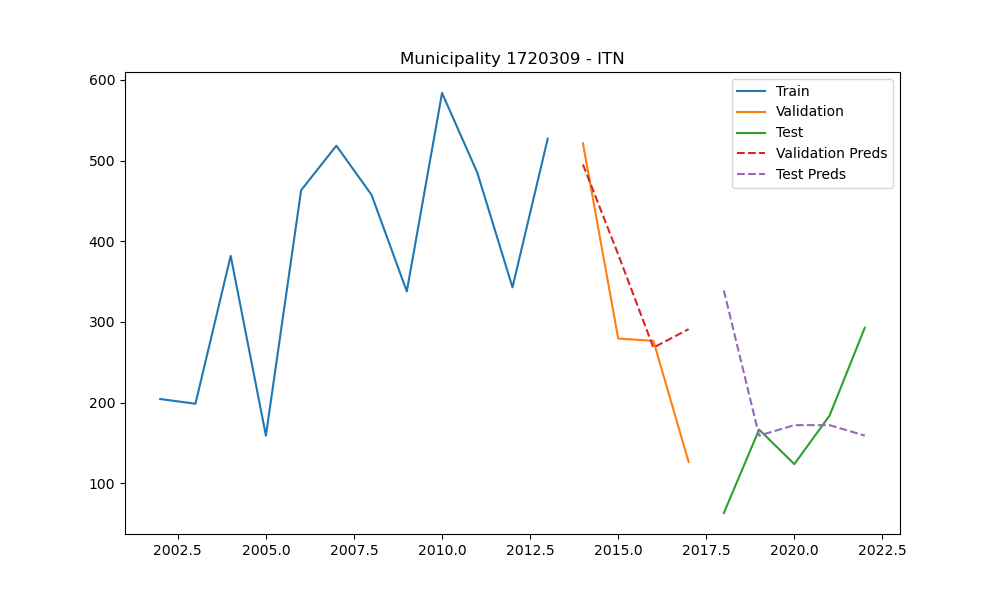 Municipality 1720309 - ITN
600
500
400
300
200
100
Train
Validation
Test
Validation Preds
Test Preds
2002.5 2005.0 2007.5 2010.0 2012.5 2015.0 2017.5 2020.0 2022.5